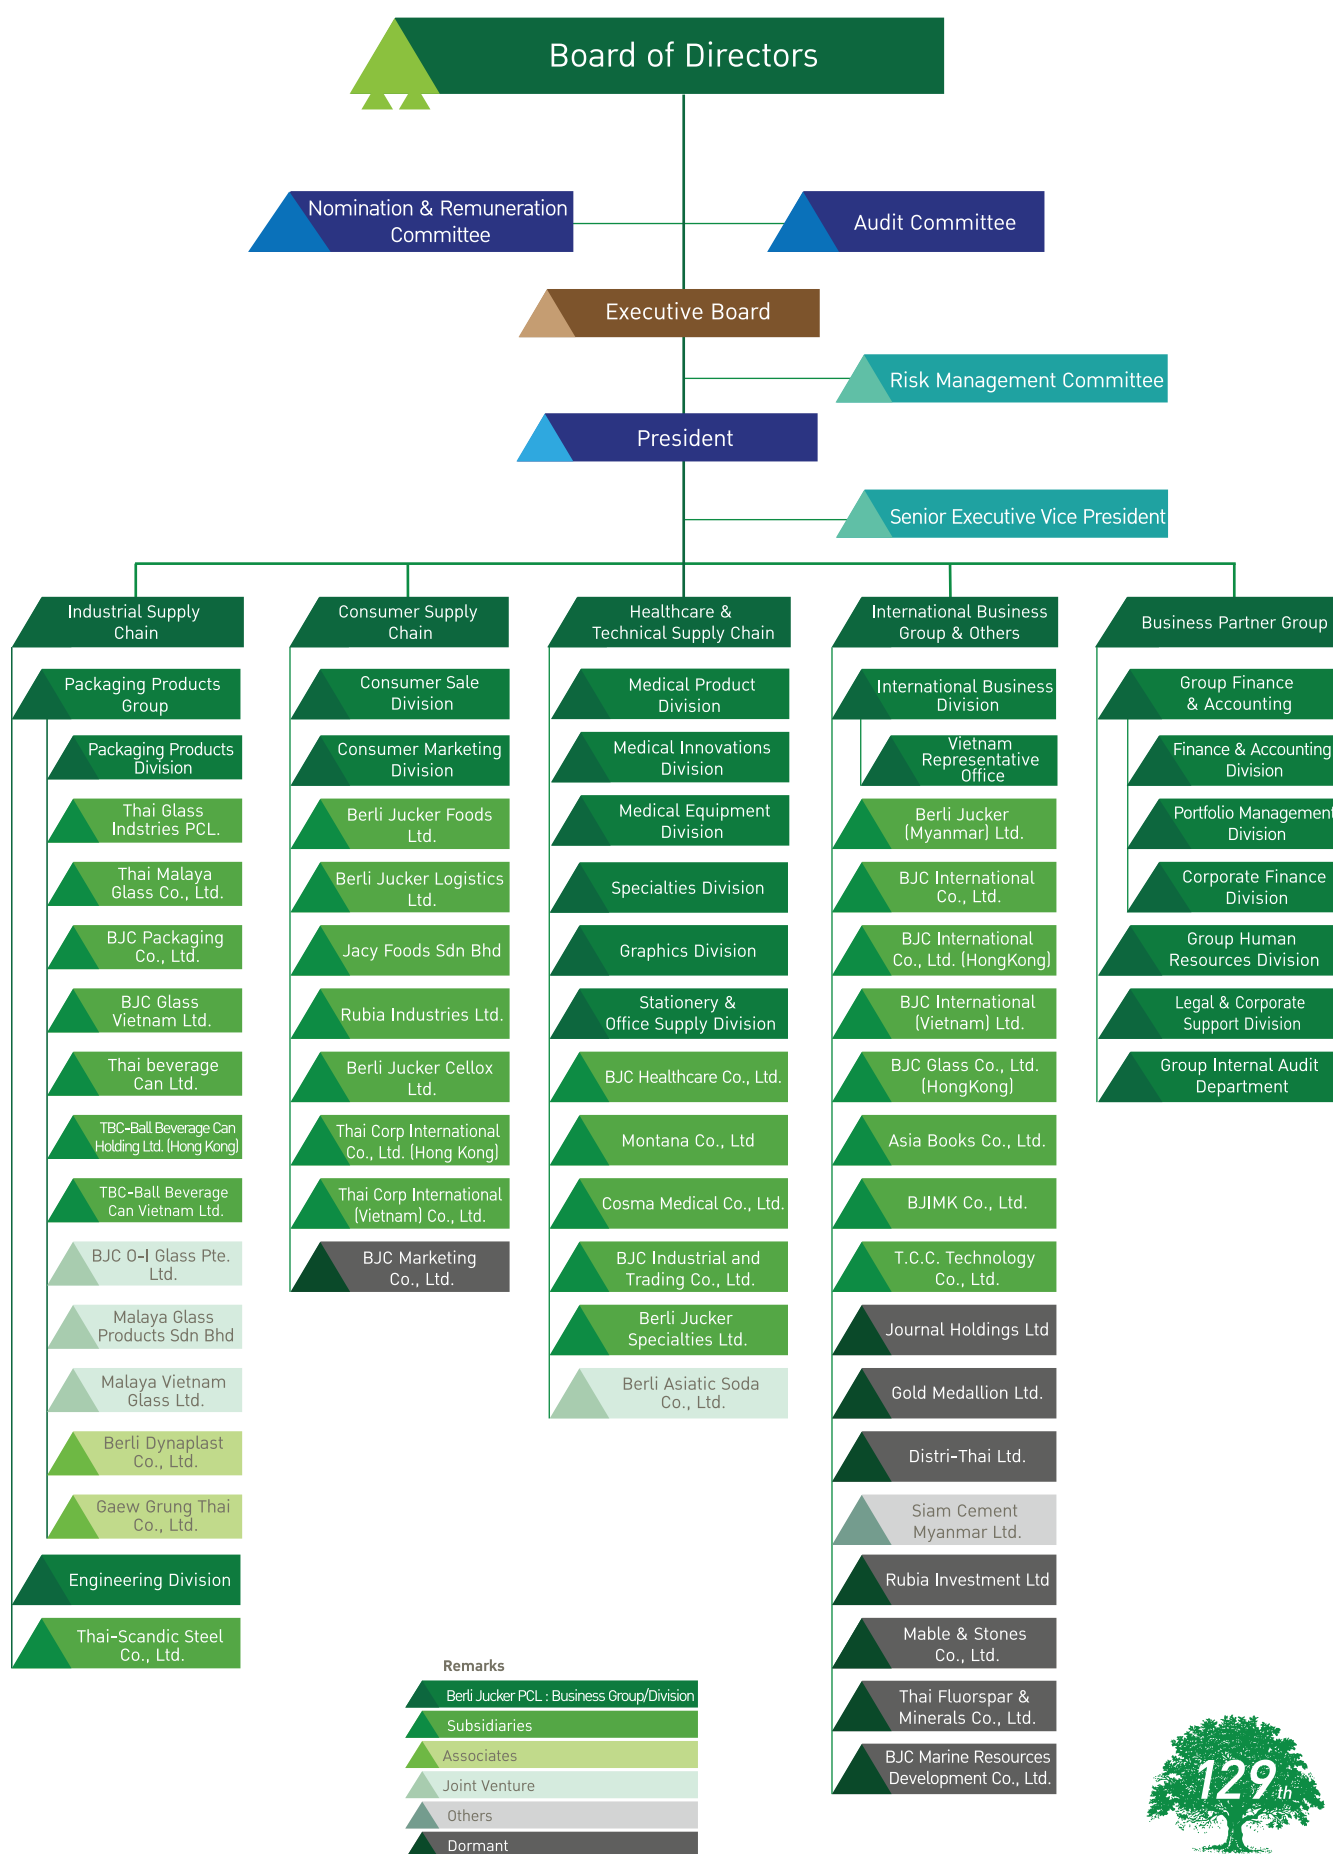 Board of Directors
Nomination & Remuneration
Committee
Audit Committee
Executive Board
Risk Management Committee
President
Senior Executive Vice President
Industrial Supply
Chain
Packaging Products
Group
Packaging Products
Division
Thai Glass
Indstries PCL.
Thai Malaya
Glass Co., Ltd.
BJC Packaging
Co., Ltd.
BJC Glass
Vietnam Ltd.
Thai beverage
Can Ltd.
TBC-Ball Beverage Can
Holding Ltd. (Hong Kong)
TBC-Ball Beverage
Can Vietnam Ltd.
BJC O-I Glass Pte.
Ltd.
Malaya Glass
Products Sdn Bhd
Malaya Vietnam
Glass Ltd.
Berli Dynaplast
Co., Ltd.
Gaew Grung Thai
Co., Ltd.
Engineering Division
Thai-Scandic Steel
Co., Ltd.
Consumer Supply
Chain
Consumer Sale
Division
Consumer Marketing
Division
Berli Jucker Foods
Ltd.
Berli Jucker Logistics
Ltd.
Jacy Foods Sdn Bhd
Rubia Industries Ltd.
Berli Jucker Cellox
Ltd.
Thai Corp International
Co., Ltd. (Hong Kong)
Thai Corp International
(Vietnam) Co., Ltd.
BJC Marketing
Co., Ltd.
Healthcare &
Technical Supply Chain
Medical Product
Division
Medical Innovations
Division
Medical Equipment
Division
Specialties Division
Graphics Division
Stationery &
Office Supply Division
BJC Healthcare Co., Ltd.
Montana Co., Ltd
Cosma Medical Co., Ltd.
BJC Industrial and
Trading Co., Ltd.
Berli Jucker
Specialties Ltd.
Berli Asiatic Soda
Co., Ltd.
International Business
Group & Others
International Business
Division
Vietnam
Representative
Office
Berli Jucker
(Myanmar) Ltd.
BJC International
Co., Ltd.
BJC International
Co., Ltd. (HongKong)
BJC International
(Vietnam) Ltd.
BJC Glass Co., Ltd.
(HongKong)
Asia Books Co., Ltd.
BJIMK Co., Ltd.
T.C.C. Technology
Co., Ltd.
Journal Holdings Ltd
Gold Medallion Ltd.
Distri-Thai Ltd.
Siam Cement
Myanmar Ltd.
Rubia Investment Ltd
Mable & Stones
Co., Ltd.
Thai Fluorspar &
Minerals Co., Ltd.
BJC Marine Resources
Development Co., Ltd.
Business Partner Group
Group Finance
& Accounting
Finance & Accounting
Division
Portfolio Management
Division
Corporate Finance
Division
Group Human
Resources Division
Legal & Corporate
Support Division
Group Internal Audit
Department
Remarks
Berli Jucker PCL : Business Group/Division
Subsidiaries
Associates
Joint Venture
Others
Dormant
129th